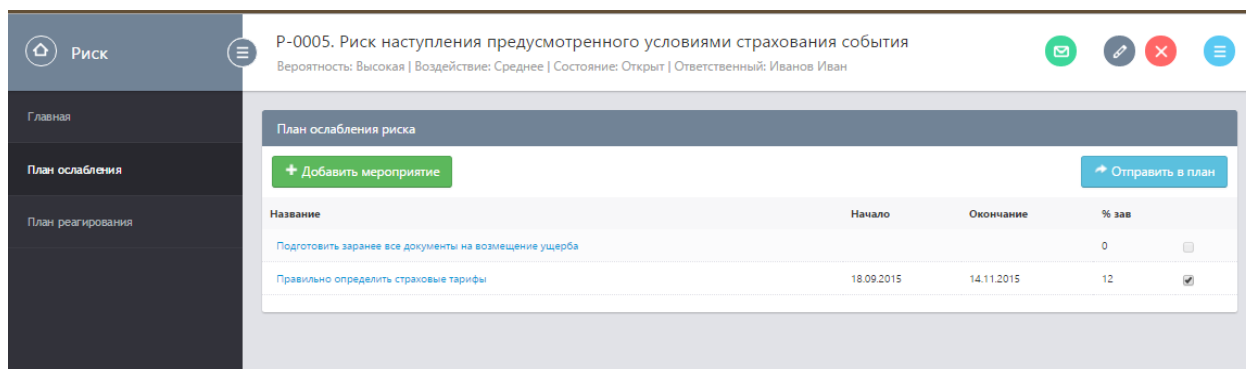 Риск
Р-0005. Риск наступления предусмотренного условиями страхования события
Вероятность: Высокая | Воздействие: Среднее | Состояние: Открыт | Ответственный: Иванов Иван
Главная
План ослабления
План реагирования
План ослабления риска
+ Добавить мероприятие
Отправить в план
Название Начало Окончание % зав
Подготовить заранее все документы на возмещение ущерба 0
Правильно определить страховые тарифы 18.09.2015 14.11.2015 12